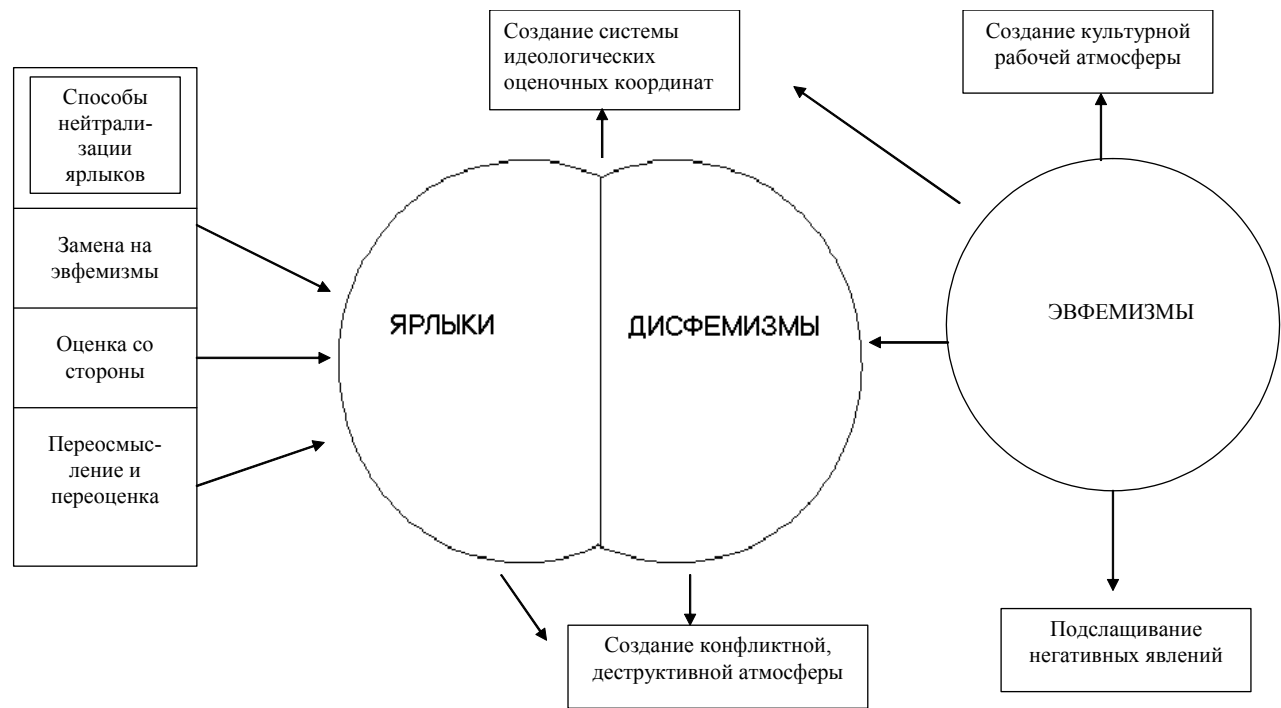 Создание системы
идеологических
оценочных координат
Создание культурной
рабочей атмосферы
Способы
нейтрали-
зации
ярлыков
Замена на
эвфемизмы
Оценка со
стороны
Переосмыс-
ление и
переоценка
ЯРЛЫКИ
ДИСФЕМИЗМЫ
ЭВФЕМИЗМЫ
Создание конфликтной,
деструктивной атмосферы
Подслащивание
негативных явлений